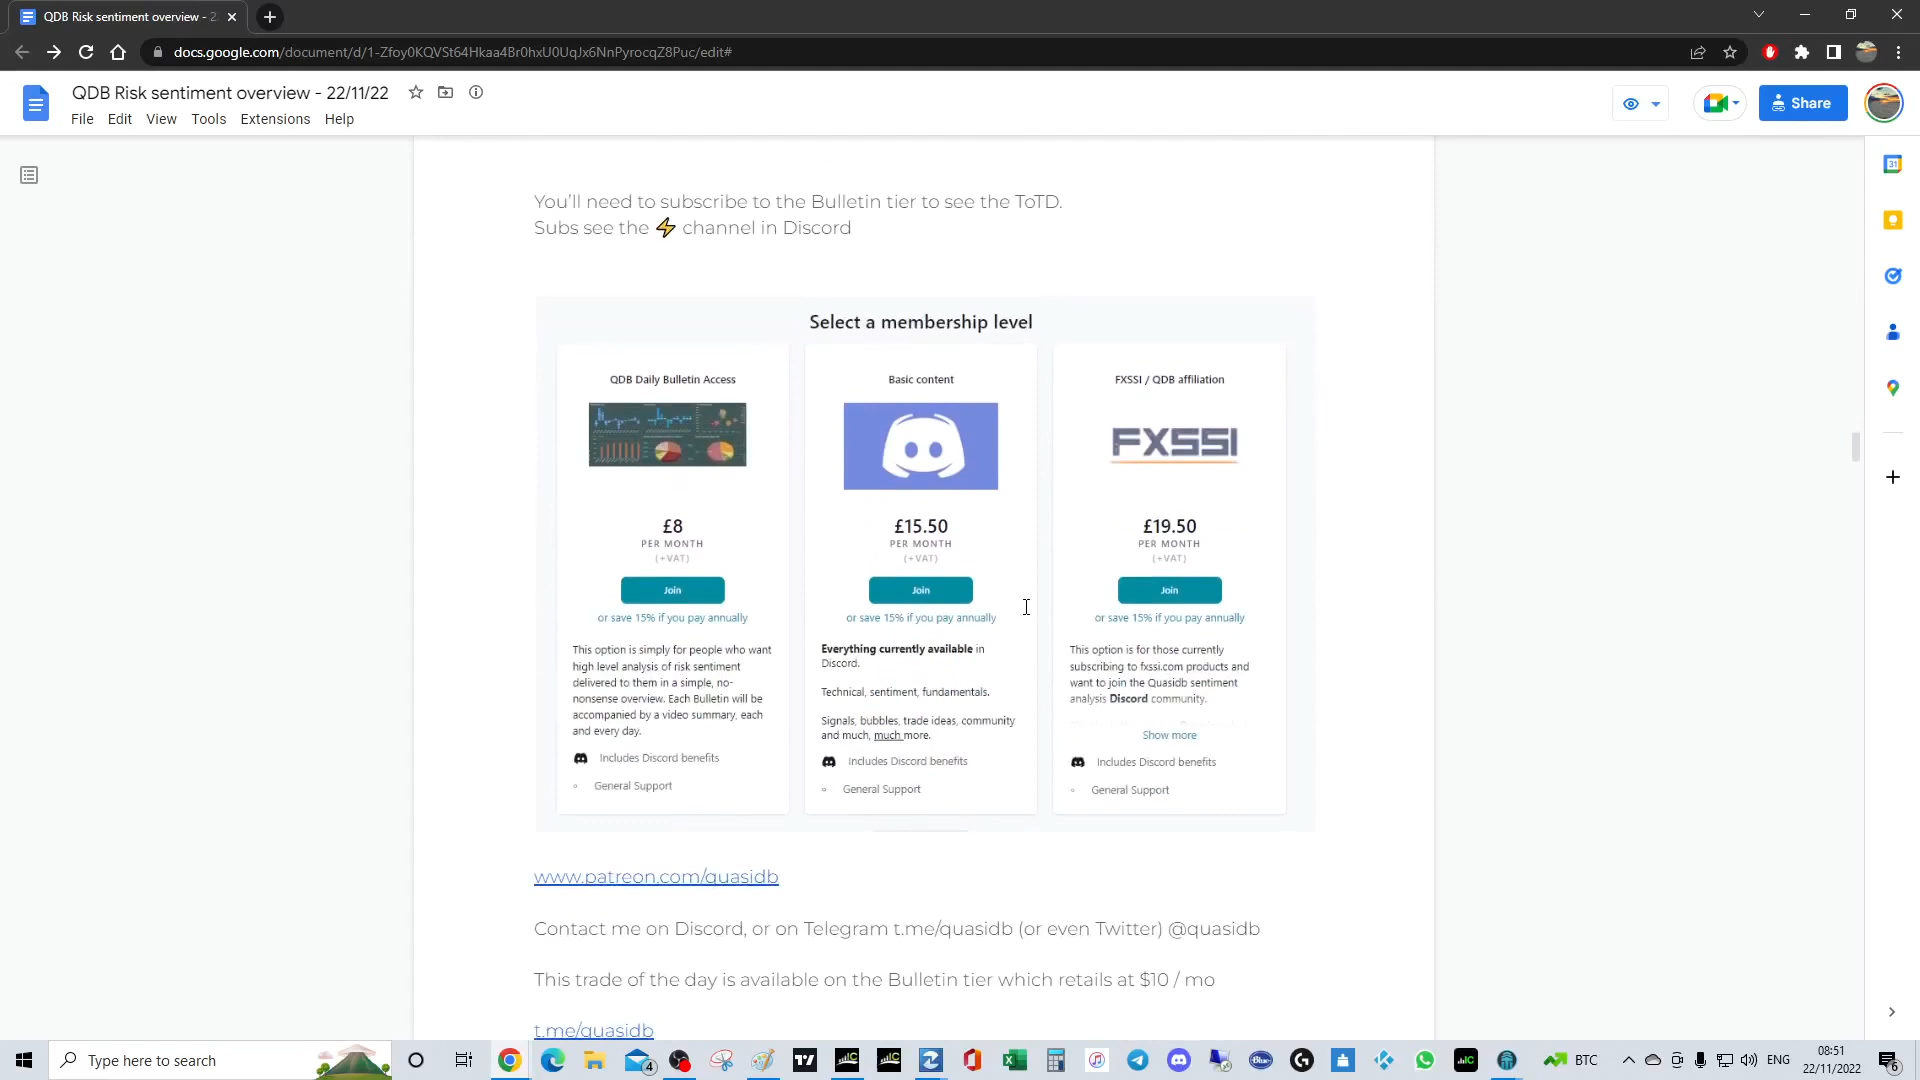 QDB Risk sentiment overview - 2
docs.google.com/document/d/1-Zfoy0KQVSt64Hkaa4Br0hxU0UqJx6NnPyrocqZ8Puc/edit#
QDB Risk sentiment overview - 22/11/22
File Edit View Tools Extensions Help
Share
31
You'll need to subscribe to the Bulletin tier to see the ToTD.
Subs see the ⚡ channel in Discord
Select a membership level
QDB Daily Bulletin Access
£8
PER MONTH
(+VAT)
Join
or save 15% if you pay annually
This option is simply for people who want
high level analysis of risk sentiment
delivered to them in a simple, no-
nonsense overview. Each Bulletin will be
accompanied by a video summary, each
and every day.
Includes Discord benefits
General Support
Basic content
£15.50
PER MONTH
(+VAT)
Join
or save 15% if you pay annually
Everything currently available in
Discord.
Technical, sentiment, fundamentals.
Signals, bubbles, trade ideas, community
and much, much more.
Includes Discord benefits
General Support
FXSSI / QDB affiliation
FXSSI
£19.50
PER MONTH
(+VAT)
Join
or save 15% if you pay annually
This option is for those currently
subscribing to fxssi.com products and
want to join the Quasidb sentiment
analysis Discord community.
Show more
Includes Discord benefits
General Support
www.patreon.com/quasidb
Contact me on Discord, or on Telegram t.me/quasidb (or even Twitter) @quasidb
This trade of the day is available on the Bulletin tier which retails at $10 / mo
t.me/quasidb
Type here to search
4
BTC
ENG
08:51
22/11/2022
6